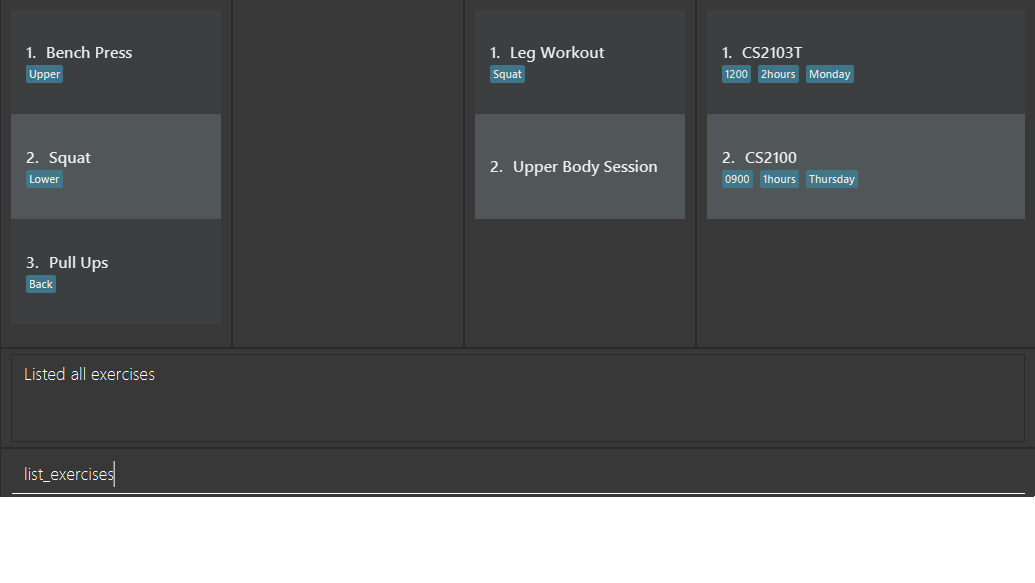 1. Bench Press
Upper
2. Squat
Lower
3. Pull Ups
Back
1. Leg Workout
Squat
2. Upper Body Session
1. CS2103T
1200 2hours Monday
2. CS2100
0900 1hours Thursday
Listed all exercises
list_exercises